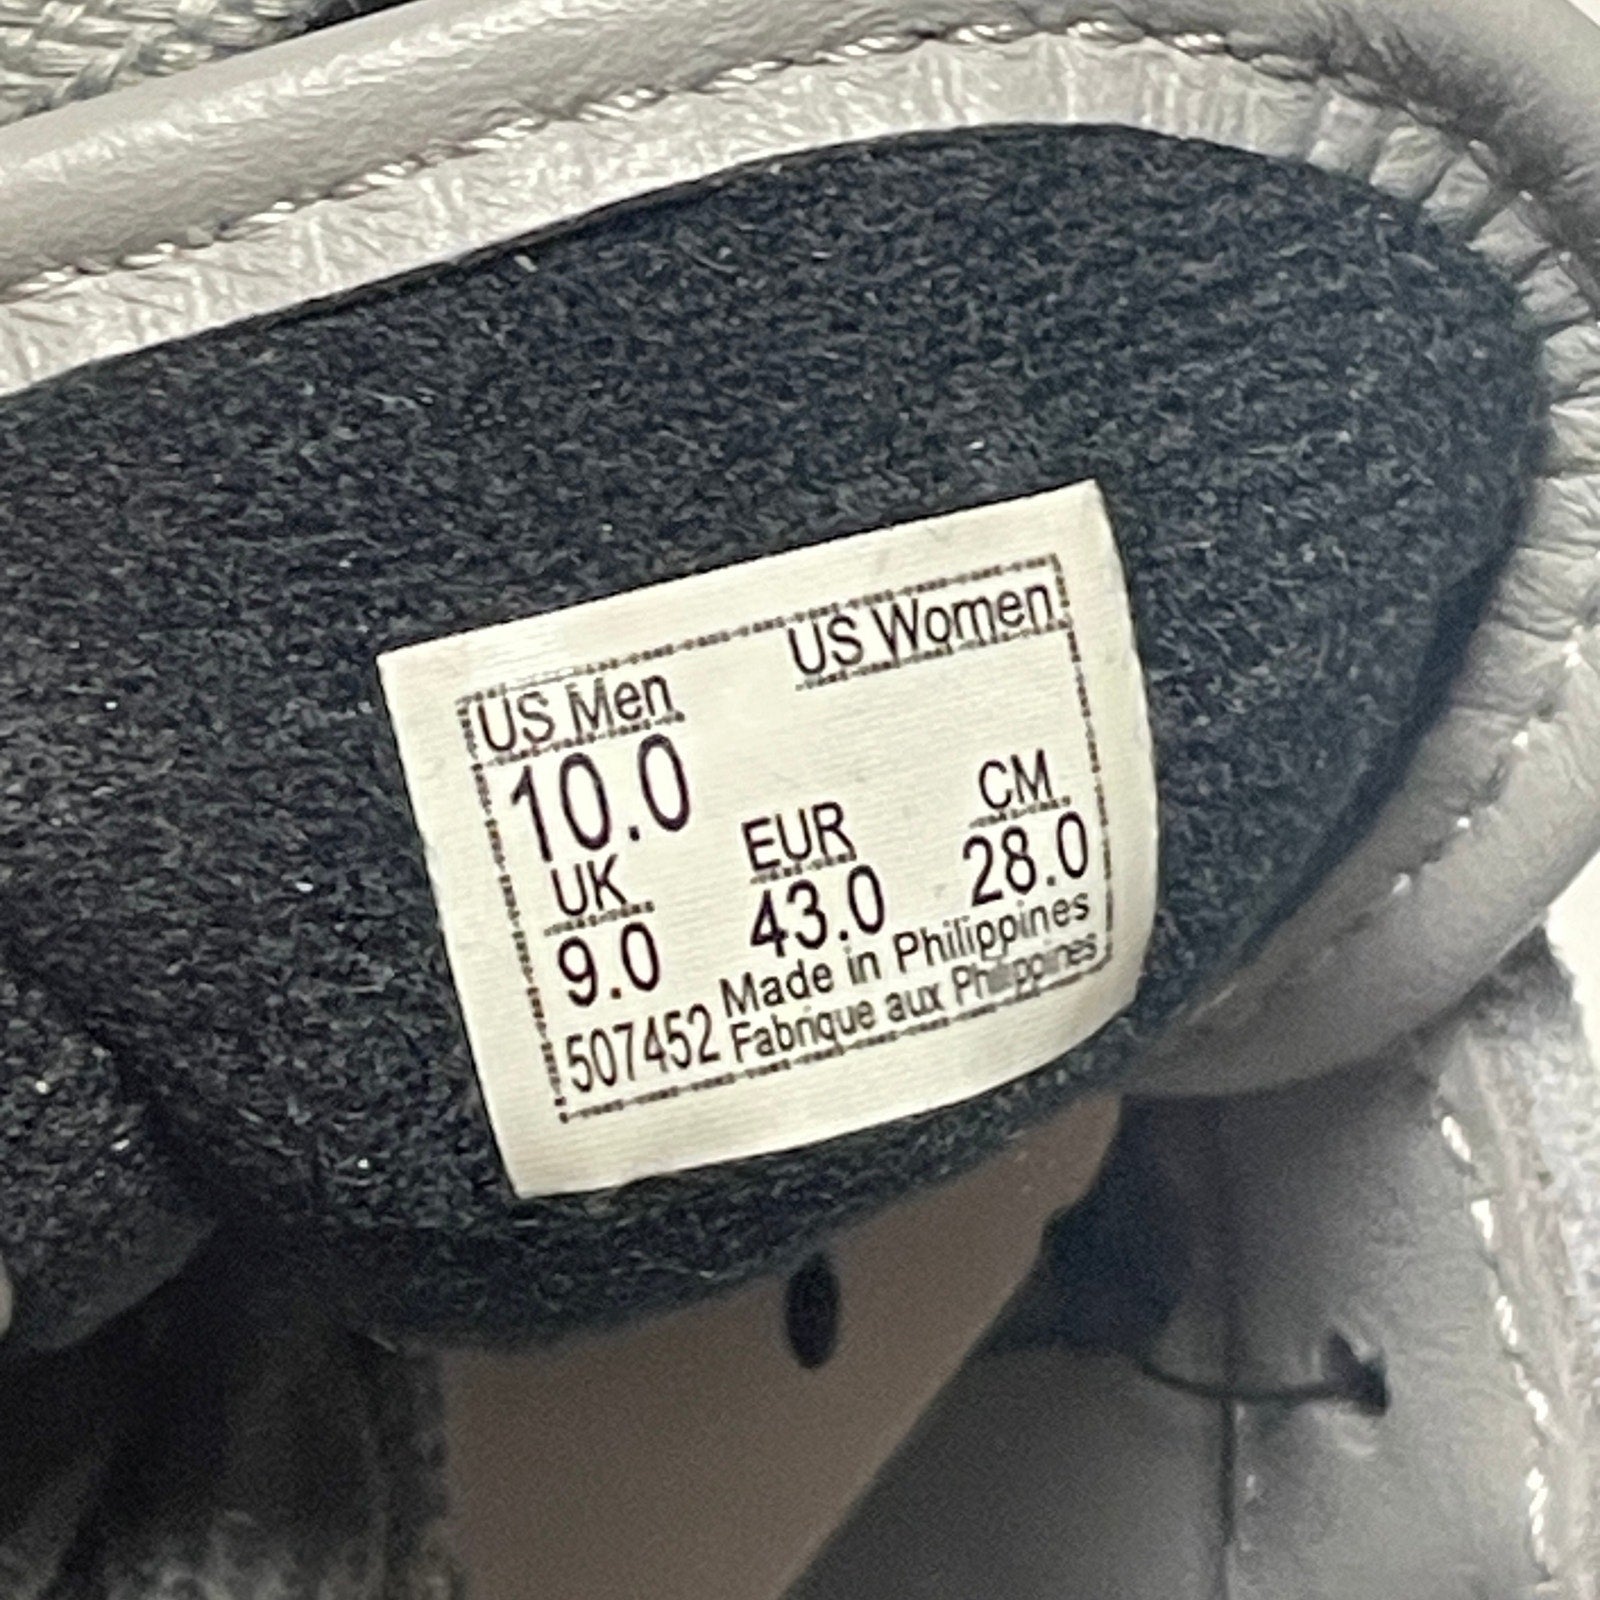 US Men US Women
10.0
UK EUR CM
9.0 43.0 28.0
507452 Made in Philippines
Fabrique aux Philippines